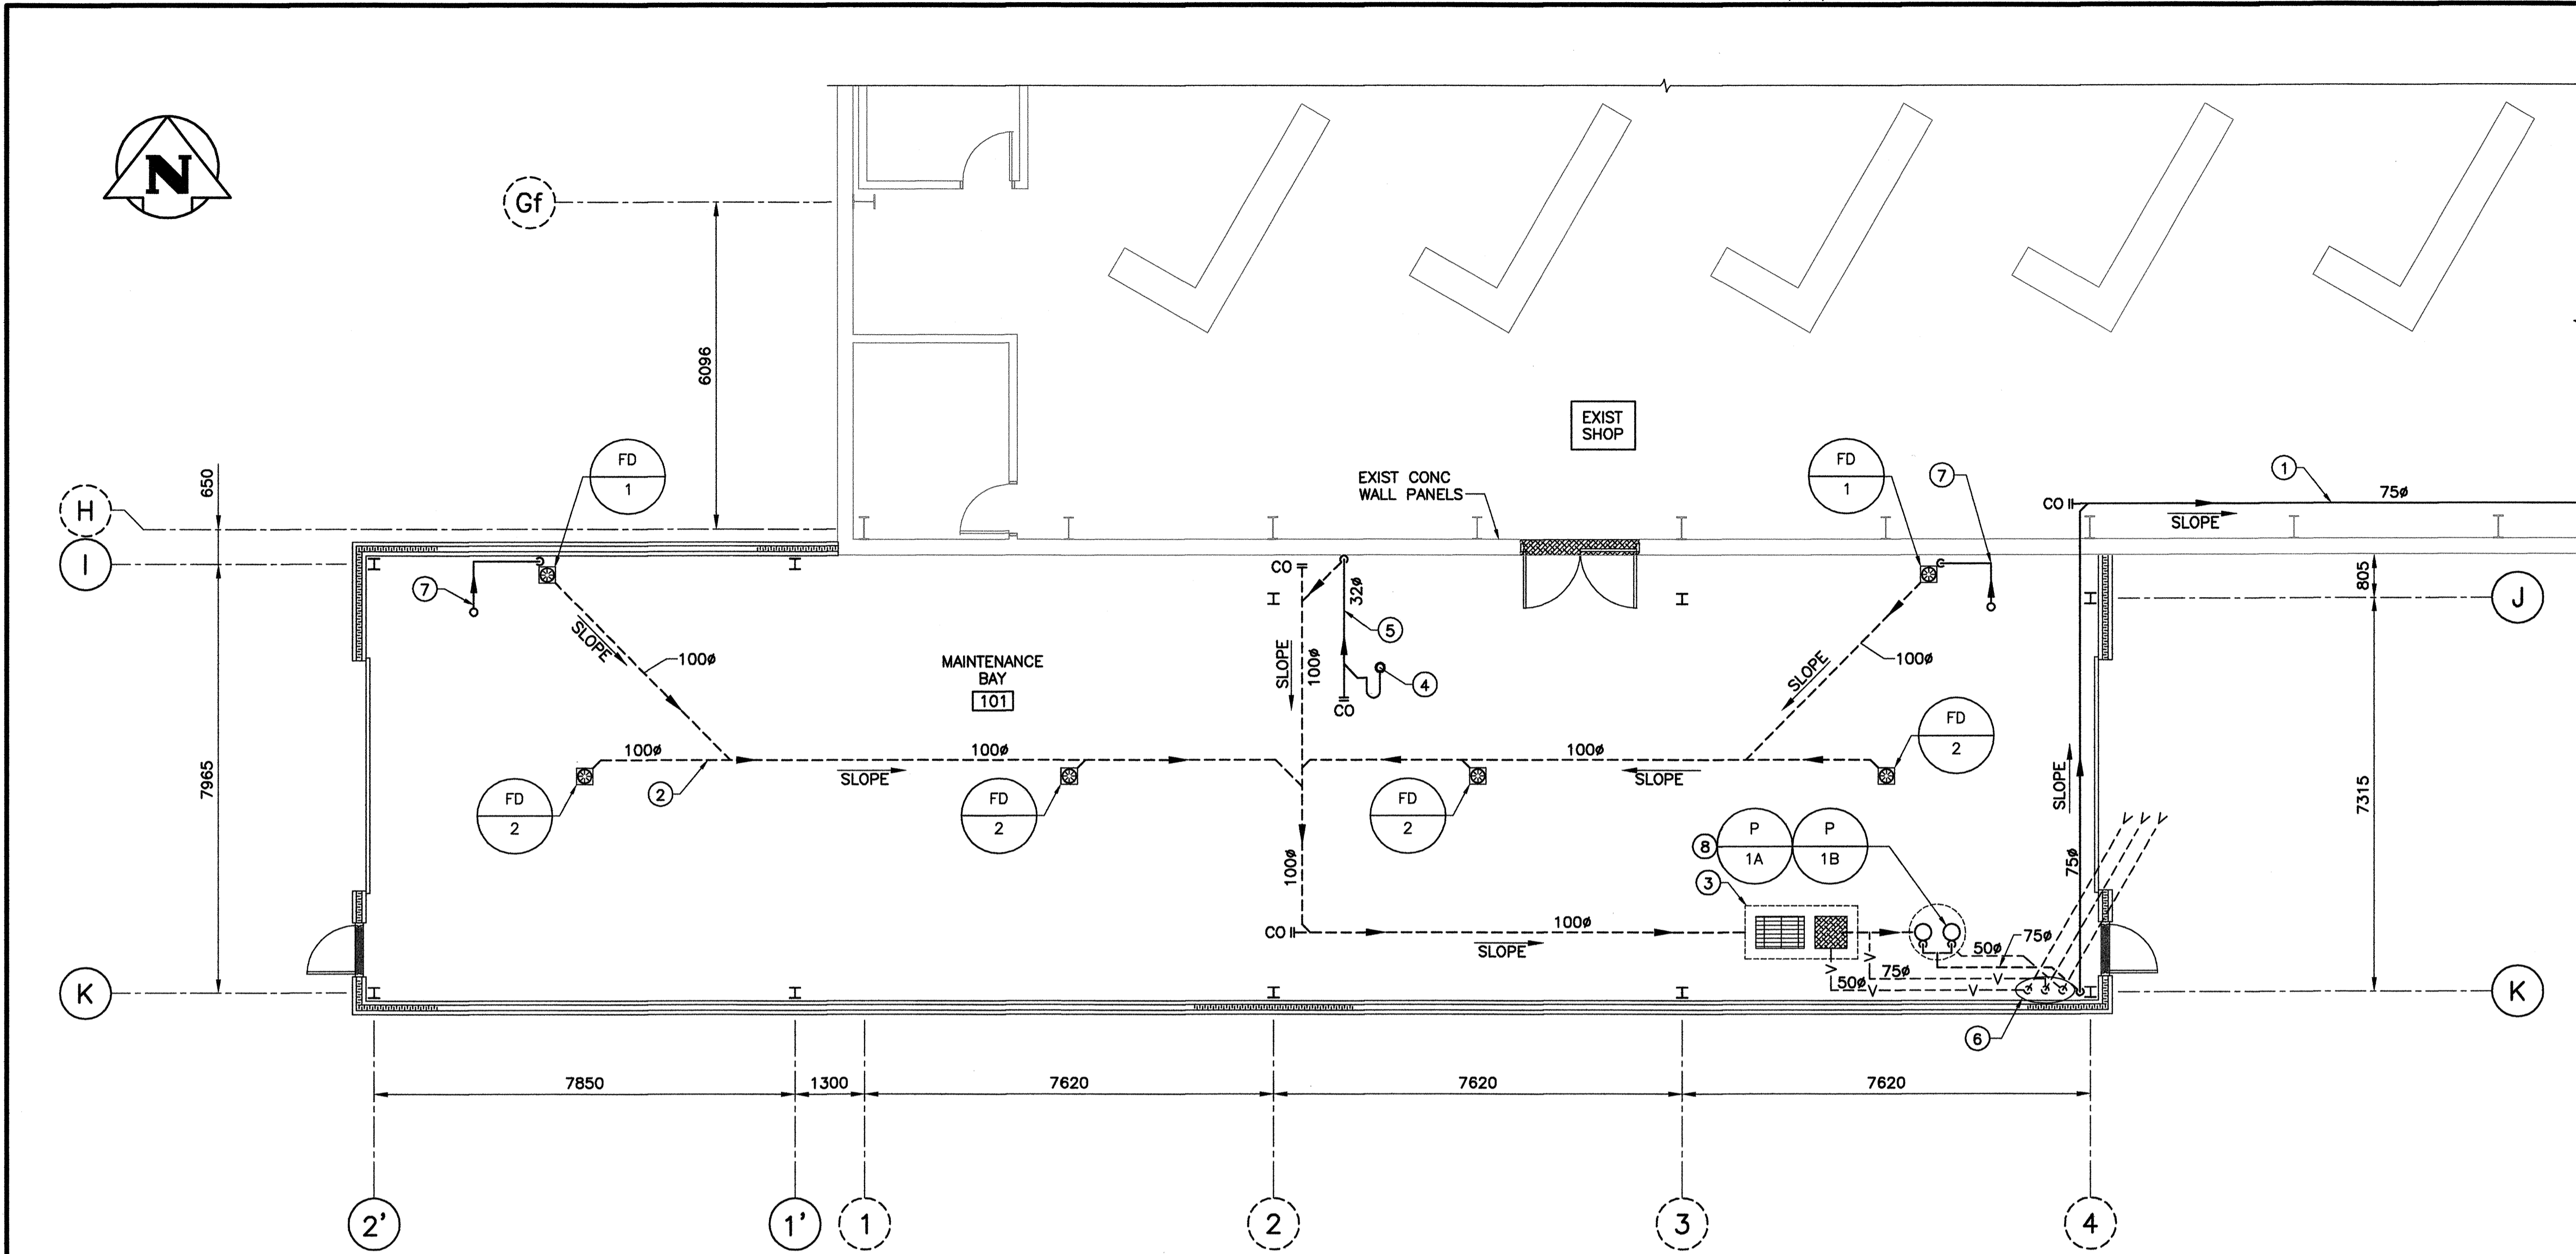 N
Gf
6096
EXIST
SHOP
FD
1
FD
1
7
1
75ø
EXIST CONC
WALL PANELS
CO
SLOPE
650
H
I
CO
32ø
805
J
7
5
SLOPE
100ø
MAINTENANCE
BAY
101
SLOPE
100ø
4
CO
SLOPE
100ø
FD
2
100ø
100ø
100ø
SLOPE
SLOPE
2
FD
2
FD
2
FD
2
7965
SLOPE
75ø
7315
V V V
8
P
1A
P
1B
3
100ø
CO
100ø
SLOPE
50ø
75ø
V
V
75ø
V
50ø
V
V
K
K
6
7850
1300
7620
7620
7620
2'
1'
1
2
3
4